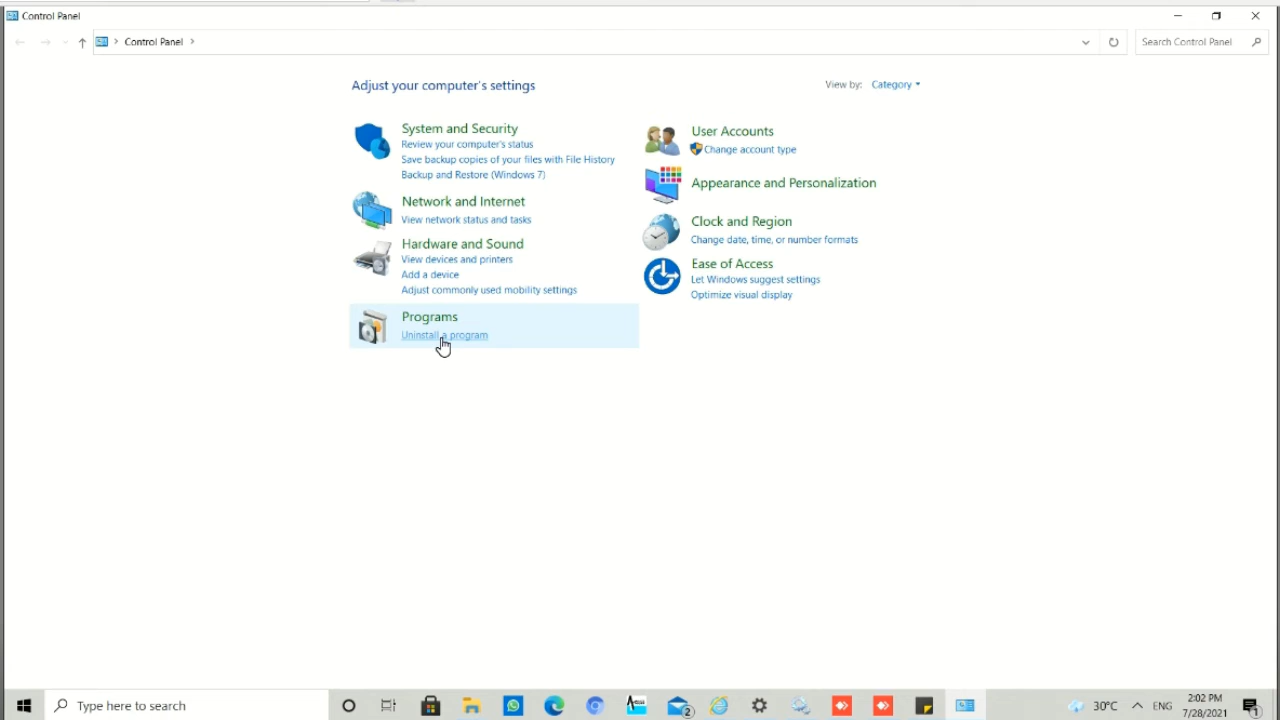 Control Panel
Control Panel
Search Control Panel
Adjust your computer's settings
View by: Category
System and Security
Review your computer's status
Save backup copies of your files with File History
Backup and Restore (Windows 7)
Network and Internet
View network status and tasks
Hardware and Sound
View devices and printers
Add a device
Adjust commonly used mobility settings
Programs
Uninstall a program
User Accounts
Change account type
Appearance and Personalization
Clock and Region
Change date, time, or number formats
Ease of Access
Let Windows suggest settings
Optimize visual display
Type here to search
2
30°C
ENG
2:02 PM
7/28/2021
1